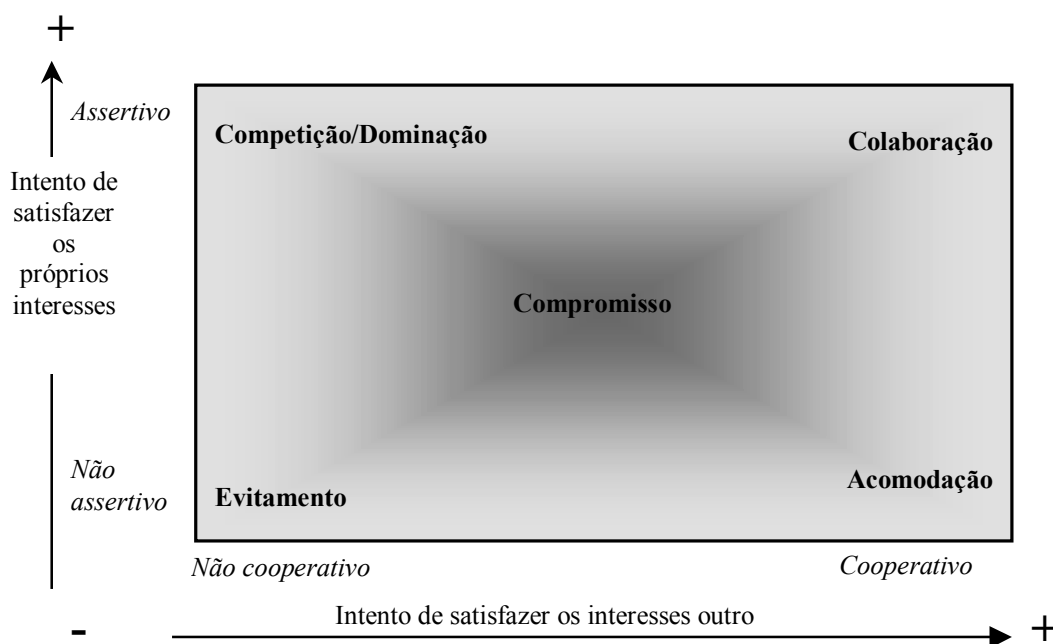 +
Assertivo
Competição/Dominação
Colaboração
Intento de
satisfazer
os
próprios
interesses
Compromisso
Não
assertivo
Evitamento
Acomodação
Não cooperativo
Cooperativo
Intento de satisfazer os interesses outro
-
+